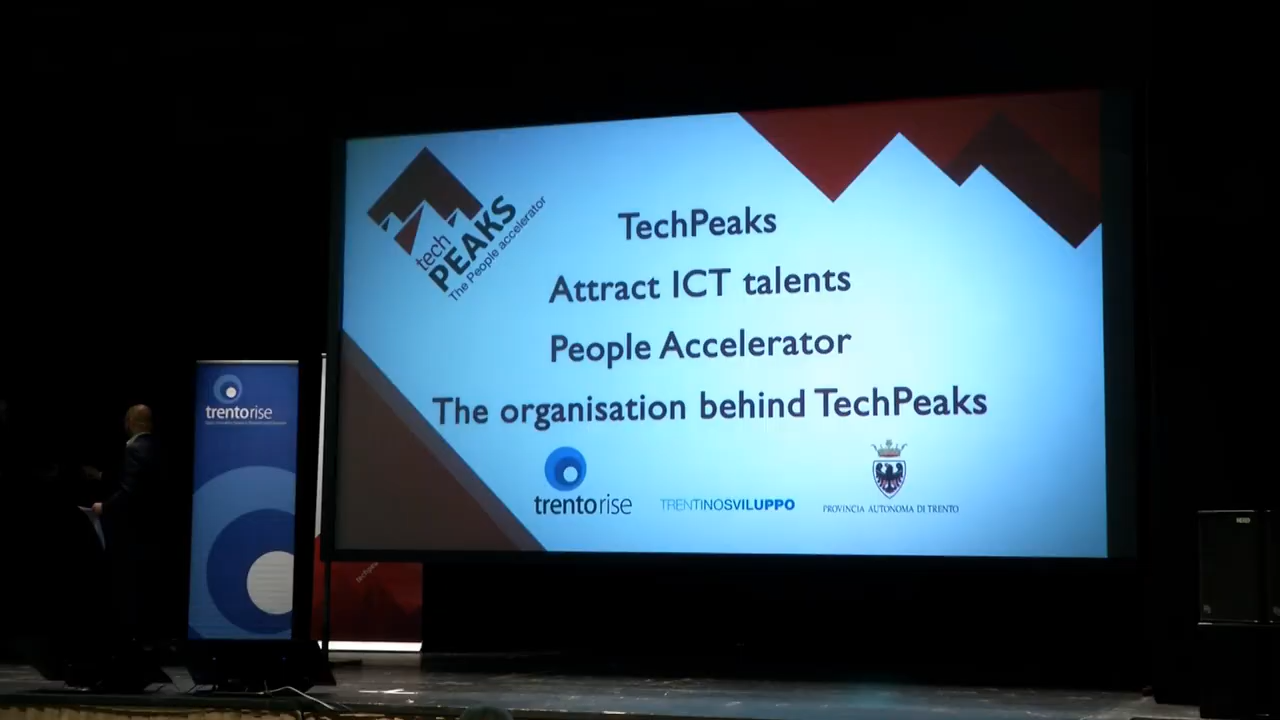 tech
PEAKS
The People accelerator
TechPeaks
Attract ICT talents
People Accelerator
The organisation behind TechPeaks
trentorise
TRENTINOSVILUPPO
PROVINCIA AUTONOMA DI TRENTO
trentorise